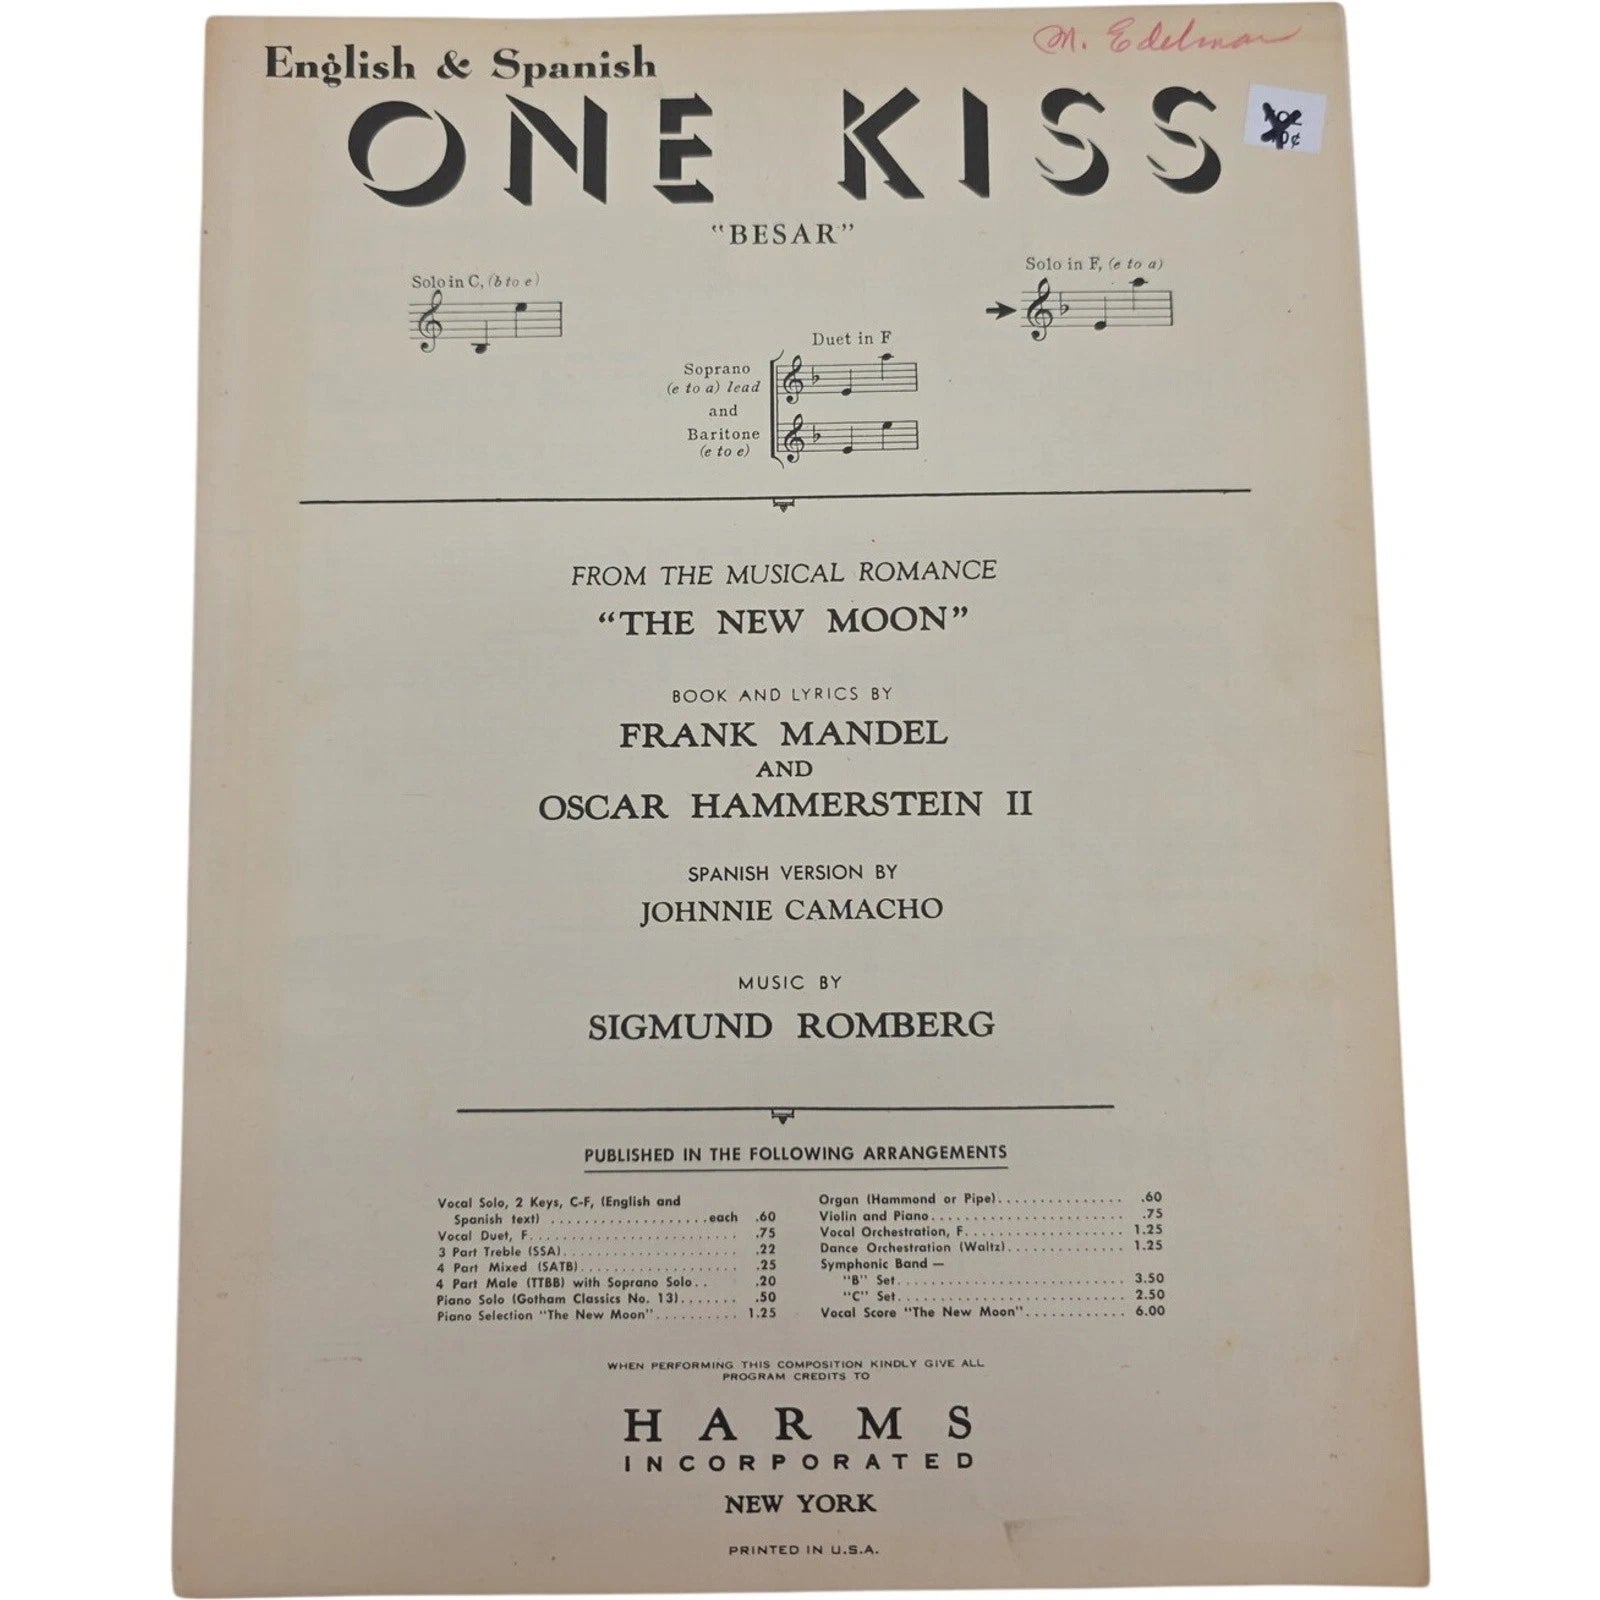 M. Edelman
English & Spanish
ONE KISS
"BESAR"
Solo in C, (b to e)
Solo in F, (e to a)
Duet in F
Soprano
(e to a) lead
and
Baritone
(e to e)
FROM THE MUSICAL ROMANCE
"THE NEW MOON"
BOOK AND LYRICS BY
FRANK MANDEL
AND
OSCAR HAMMERSTEIN II
SPANISH VERSION BY
JOHNNIE CAMACHO
MUSIC BY
SIGMUND ROMBERG
PUBLISHED IN THE FOLLOWING ARRANGEMENTS
Vocal Solo, 2 Keys, C-F, (English and
Spanish text) ....................each .60
Vocal Duet, F.......................... .75
3 Part Treble (SSA)...................... .22
4 Part Mixed (SATB).................... .25
4 Part Male (TTBB) with Soprano Solo.. .20
Piano Solo (Gotham Classics No. 13)....... .50
Piano Selection "The New Moon".......... 1.25
Organ (Hammond or Pipe)............... .60
Violin and Piano........................ .75
Vocal Orchestration, F................... 1.25
Dance Orchestration (Waltz)............. 1.25
Symphonic Band —
"B" Set............................ 3.50
"C" Set............................ 2.50
Vocal Score "The New Moon"............ 6.00
WHEN PERFORMING THIS COMPOSITION KINDLY GIVE ALL
PROGRAM CREDITS TO
HARMS
INCORPORATED
NEW YORK
PRINTED IN U.S.A.